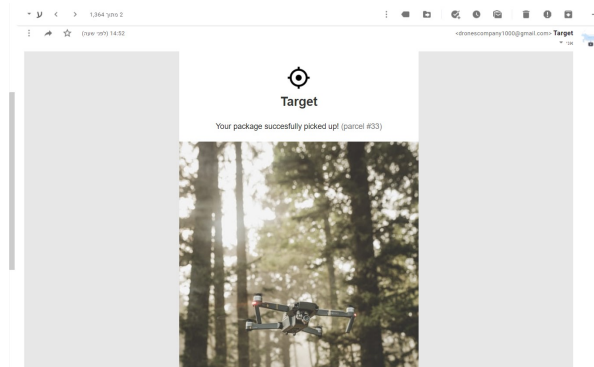 2 מתוך 1,364
ע
<dronescompany1000@gmail.com> Target
14:52 (לפני שעה)
אני
Target
Your package succesfully picked up! (parcel #33)